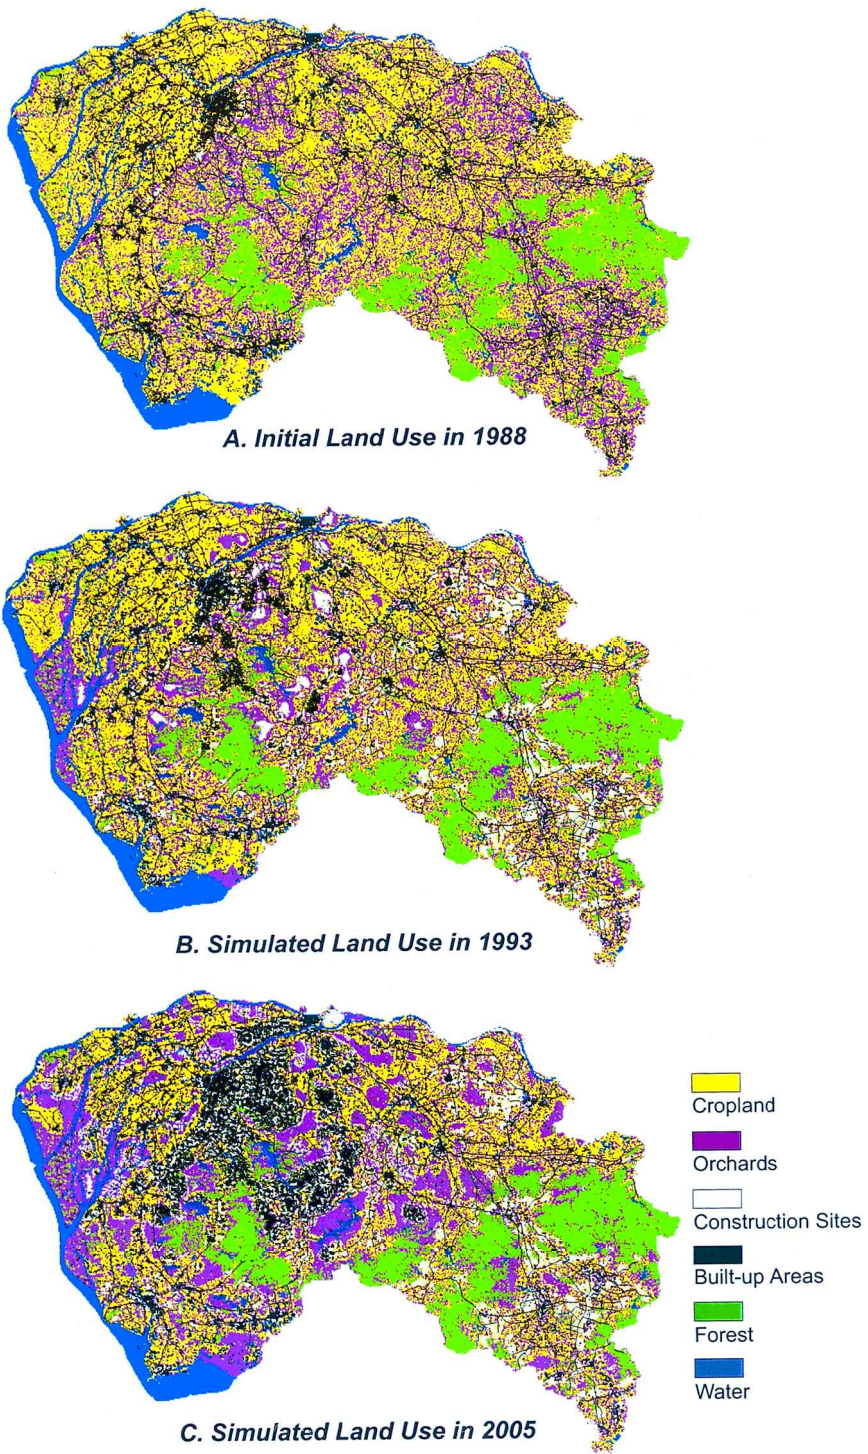 A. Initial Land Use in 1988
B. Simulated Land Use in 1993
Cropland
Orchards
Construction Sites
Built-up Areas
Forest
Water
C. Simulated Land Use in 2005